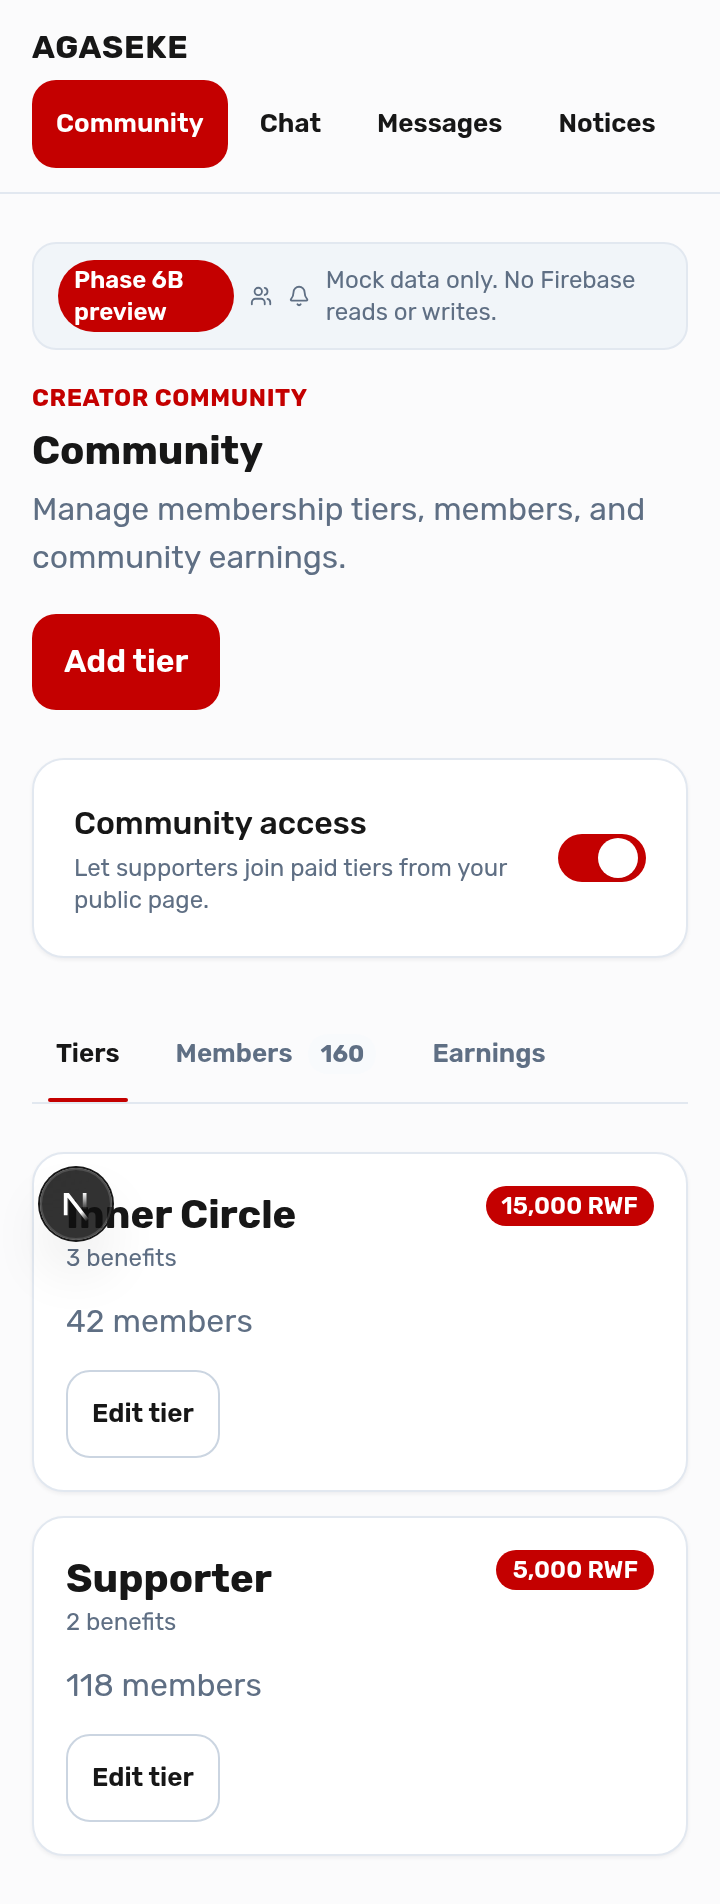 AGASEKE
Community Chat Messages Notices
Phase 6B
preview
Mock data only. No Firebase
reads or writes.
CREATOR COMMUNITY
Community
Manage membership tiers, members, and
community earnings.
Add tier
Community access
Let supporters join paid tiers from your
public page.
Tiers Members 160 Earnings
N
Inner Circle 15,000 RWF
3 benefits
42 members
Edit tier
Supporter 5,000 RWF
2 benefits
118 members
Edit tier